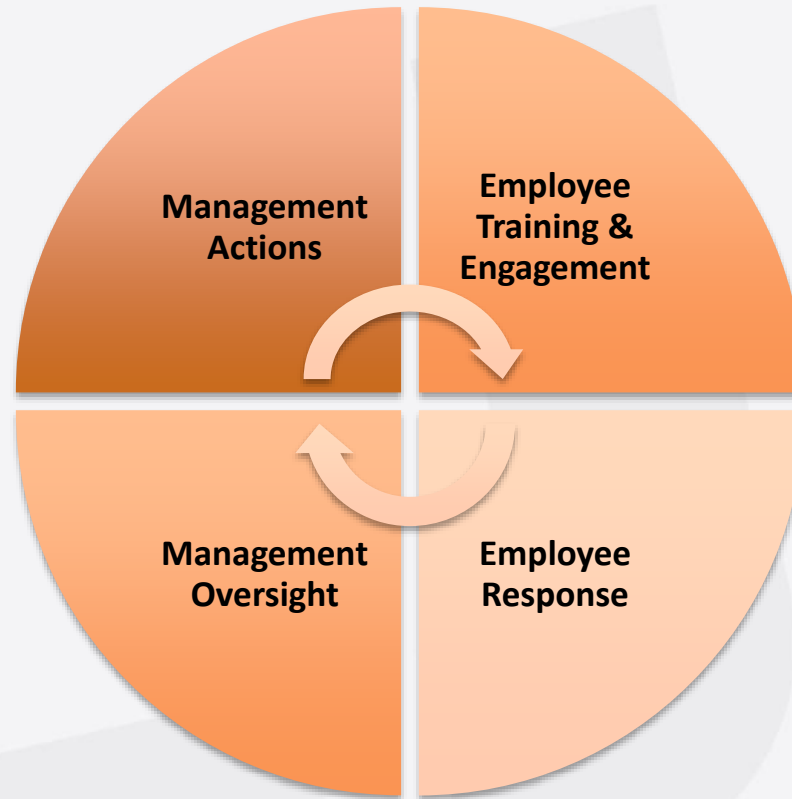 Management
Actions
Employee
Training &
Engagement
Management
Oversight
Employee
Response